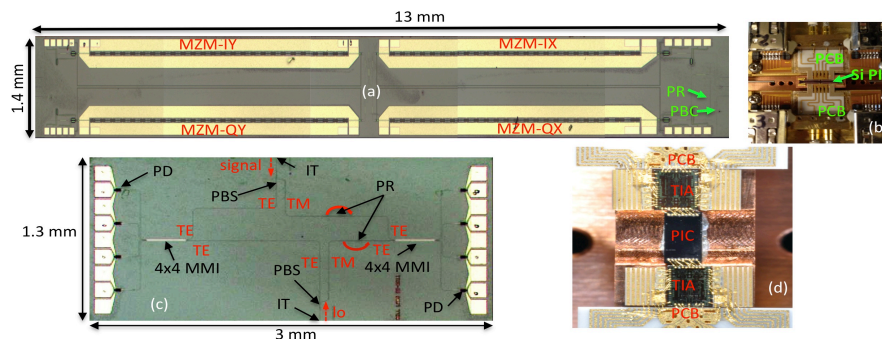 13 mm
1.4 mm
MZM-IY
MZM-IX
(a)
PR
PBC
MZM-QY
MZM-QX
PCB
Si PI
PCB
(b
1.3 mm
PD
signal
IT
PBS
TE
TM
PR
TE
TE
TE
4x4 MMI
PBS
TE
TM
TE
4x4 MMI
(c)
IT
lo
PD
3 mm
PCB
TIA
PIC
TIA
(d)
PCB